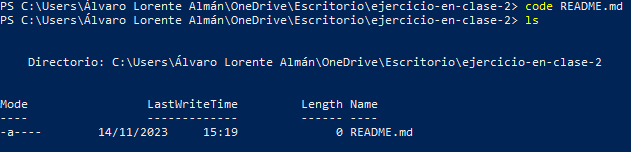 PS C:\Users\Álvaro Lorente Almán\OneDrive\Escritorio\ejercicio-en-clase-2> code README.md
PS C:\Users\Álvaro Lorente Almán\OneDrive\Escritorio\ejercicio-en-clase-2> ls
Directorio: C:\Users\Álvaro Lorente Almán\OneDrive\Escritorio\ejercicio-en-clase-2
Mode LastWriteTime Length Name
---- ------------- ------ ----
-a---- 14/11/2023 15:19 0 README.md